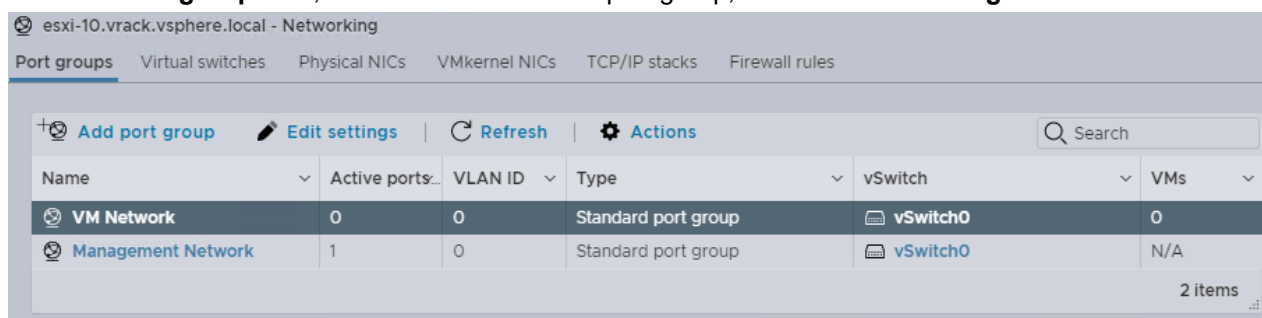 esxi-10.vrack.vsphere.local - Networking
Port groups Virtual switches Physical NICs VMkernel NICs TCP/IP stacks Firewall rules
Add port group Edit settings | Refresh | Actions Search
Name Active ports... VLAN ID Type vSwitch VMs
VM Network 0 0 Standard port group vSwitch0 0
Management Network 1 0 Standard port group vSwitch0 N/A
2 items